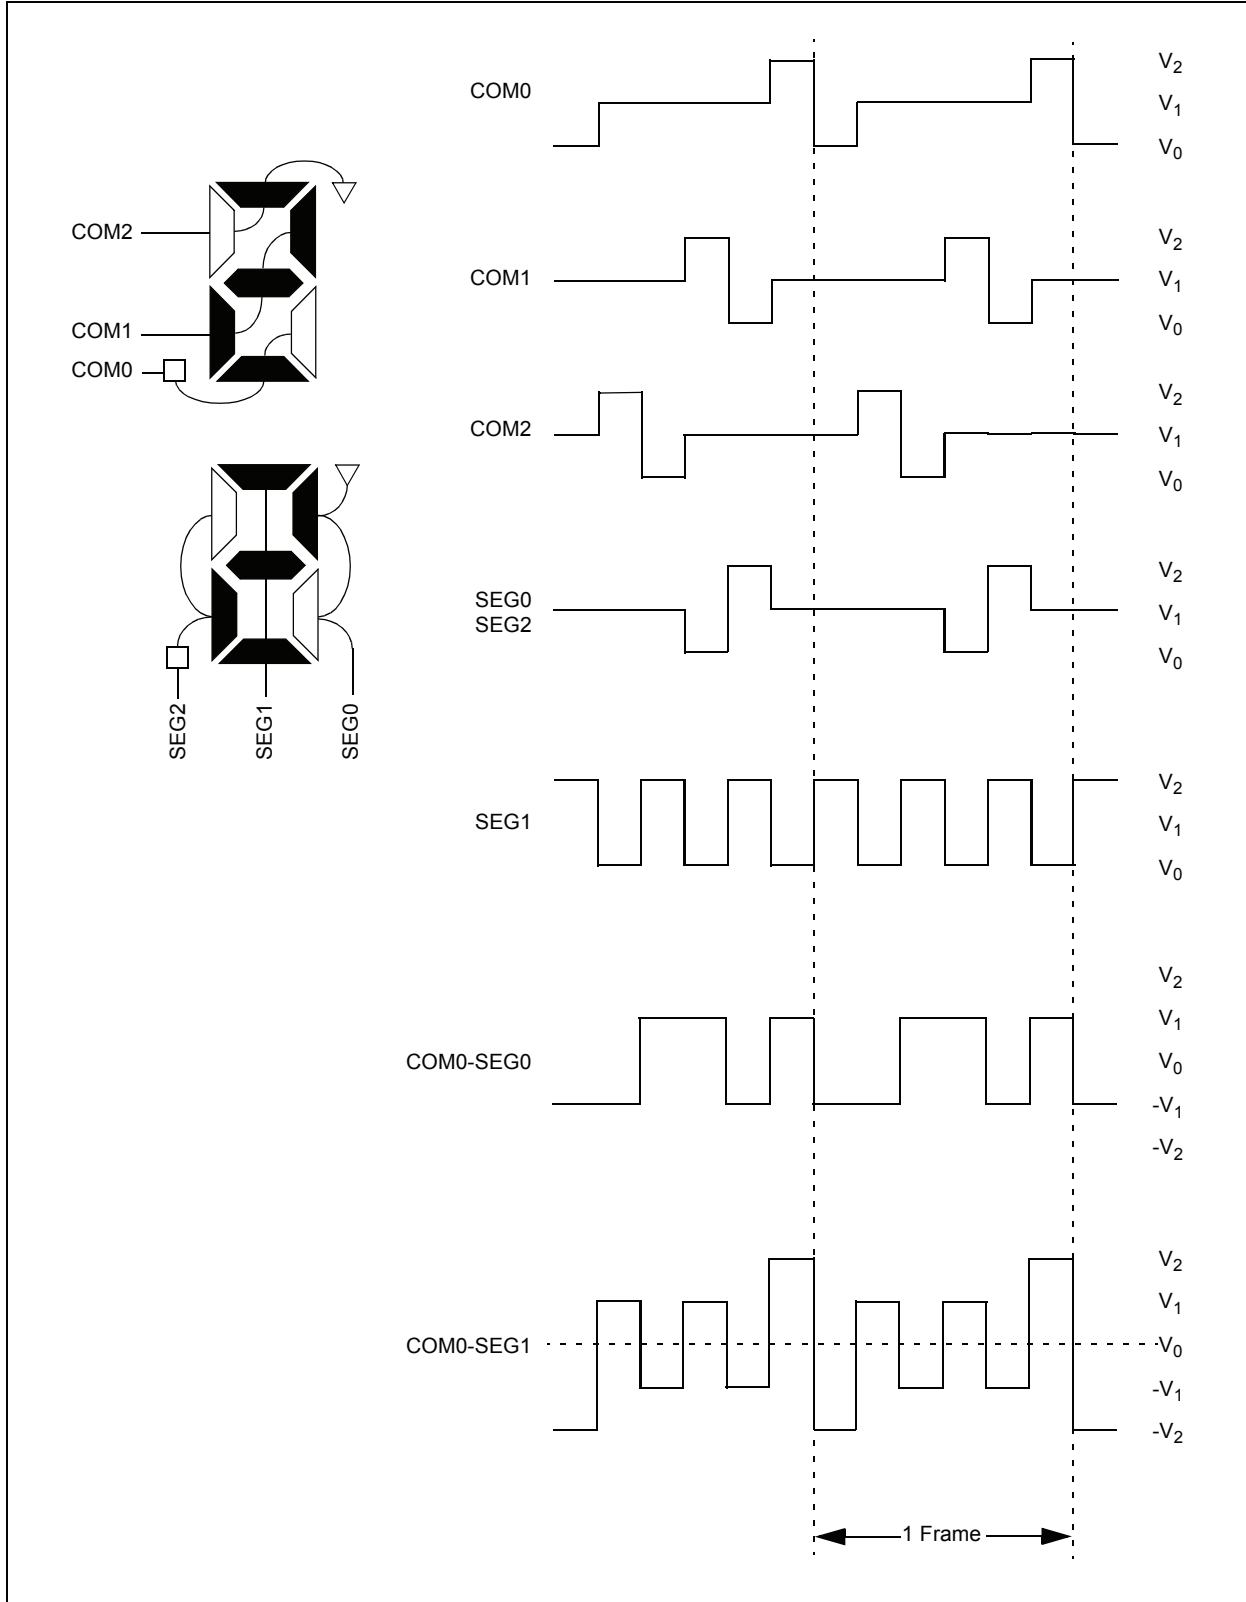 COM2
COM1
COM0
SEG2
SEG1
SEG0
COM0
V2
V1
V0
COM1
V2
V1
V0
COM2
V2
V1
V0
SEG0
SEG2
V2
V1
V0
SEG1
V2
V1
V0
COM0-SEG0
V2
V1
V0
-V1
-V2
COM0-SEG1
V2
V1
V0
-V1
-V2
1 Frame